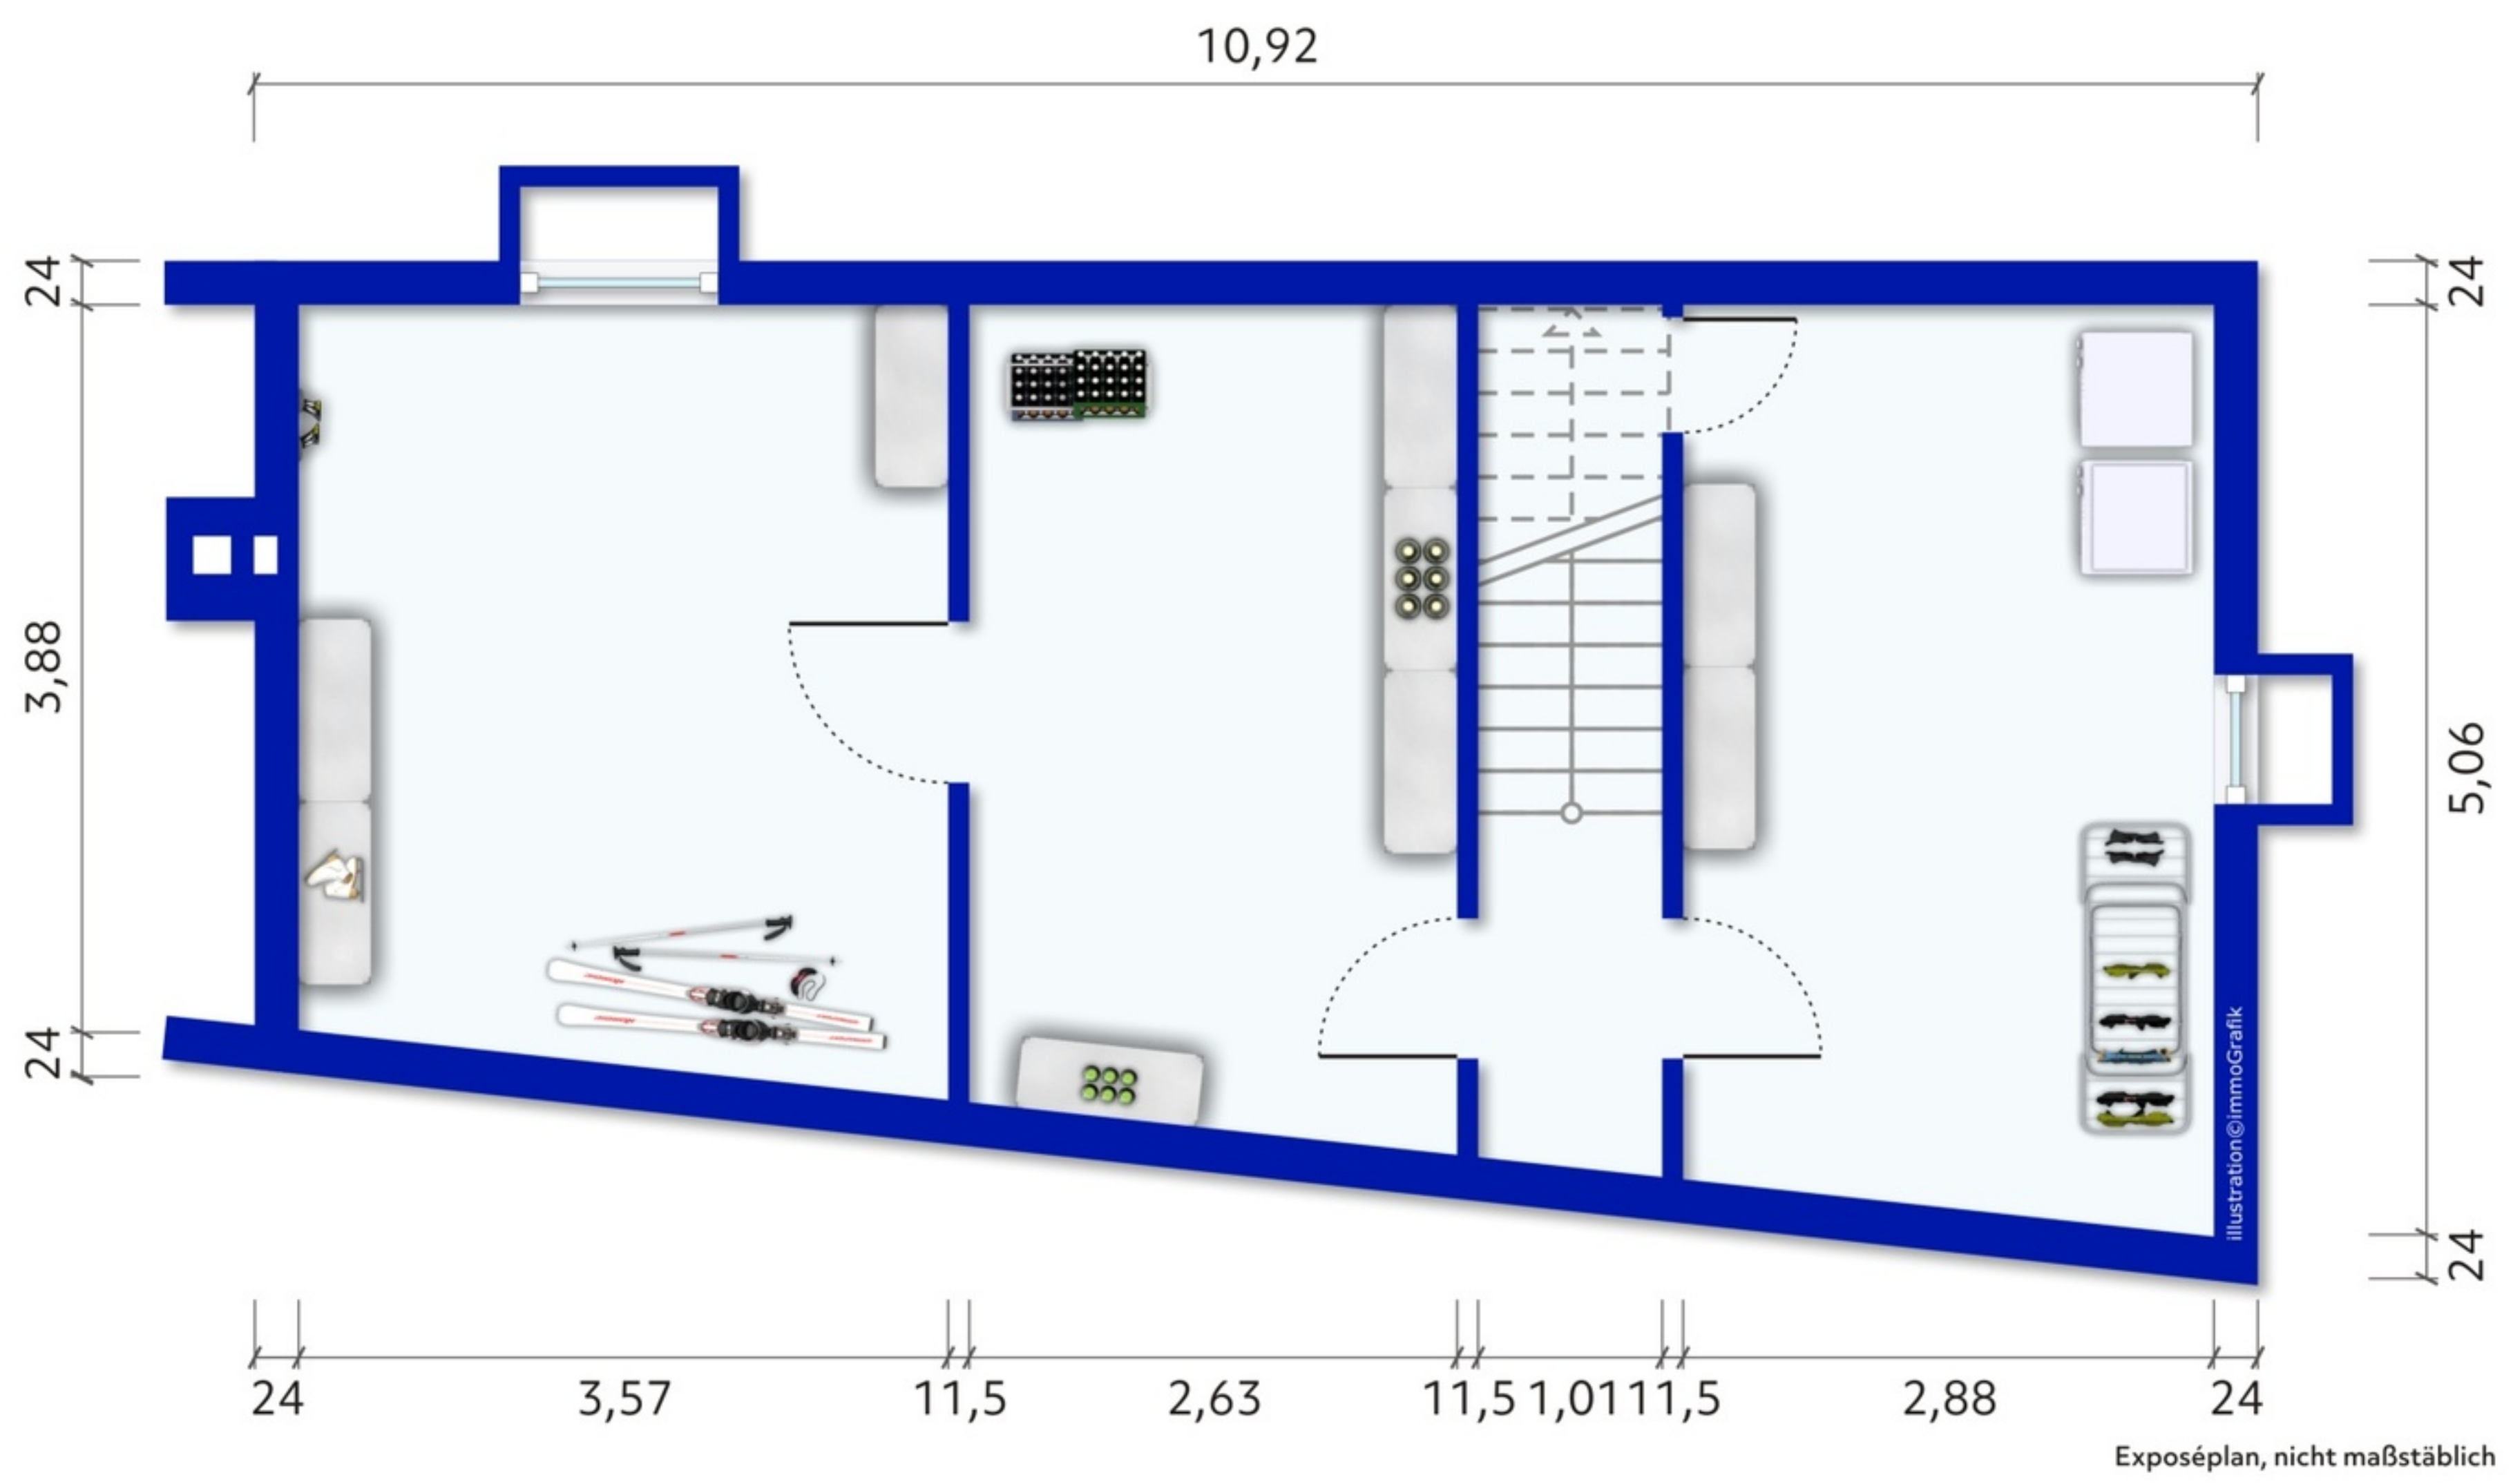 10,92
24
24
3,88
5,06
24
24
illustration©immoGrafik
24 3,57 11,5 2,63 11,5 1,01 11,5 2,88 24
Exposéplan, nicht maßstäblich